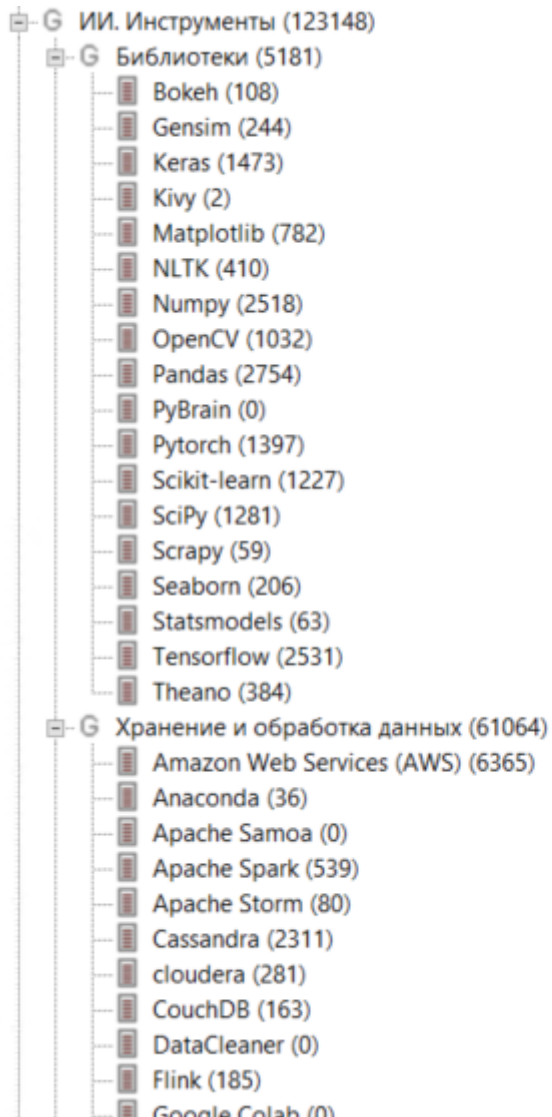 G ИИ. Инструменты (123148)
G Библиотеки (5181)
Bokeh (108)
Gensim (244)
Keras (1473)
Kivy (2)
Matplotlib (782)
NLTK (410)
Numpy (2518)
OpenCV (1032)
Pandas (2754)
PyBrain (0)
Pytorch (1397)
Scikit-learn (1227)
SciPy (1281)
Scrapy (59)
Seaborn (206)
Statsmodels (63)
Tensorflow (2531)
Theano (384)
G Хранение и обработка данных (61064)
Amazon Web Services (AWS) (6365)
Anaconda (36)
Apache Samoa (0)
Apache Spark (539)
Apache Storm (80)
Cassandra (2311)
cloudera (281)
CouchDB (163)
DataCleaner (0)
Flink (185)
Google Colab (0)